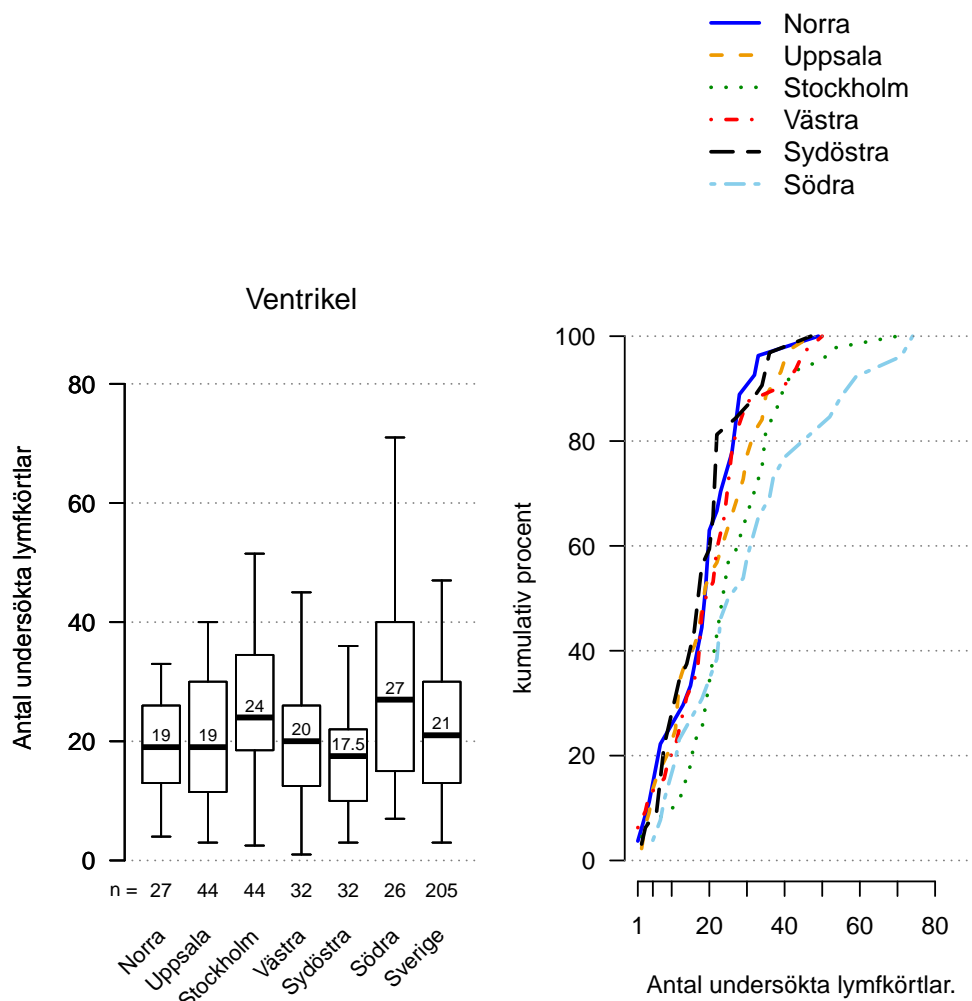 Norra
Uppsala
Stockholm
Västra
Sydöstra
Södra
Ventrikel
Antal undersökta lymfkörtlar
80
60
40
20
0
19
19
24
20
17.5
27
21
n = 27 44 44 32 32 26 205
Norra
Uppsala
Stockholm
Västra
Sydöstra
Södra
Sverige
kumulativ procent
100
80
60
40
20
0
1 20 40 60 80
Antal undersökta lymfkörtlar.